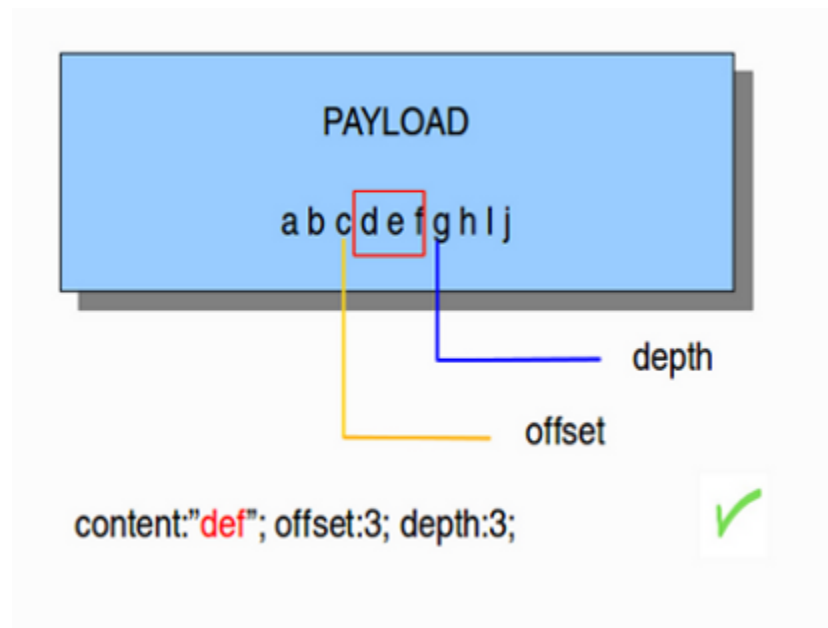 PAYLOAD
a b c d e f g h I j
depth
offset
content:”def”; offset:3; depth:3;